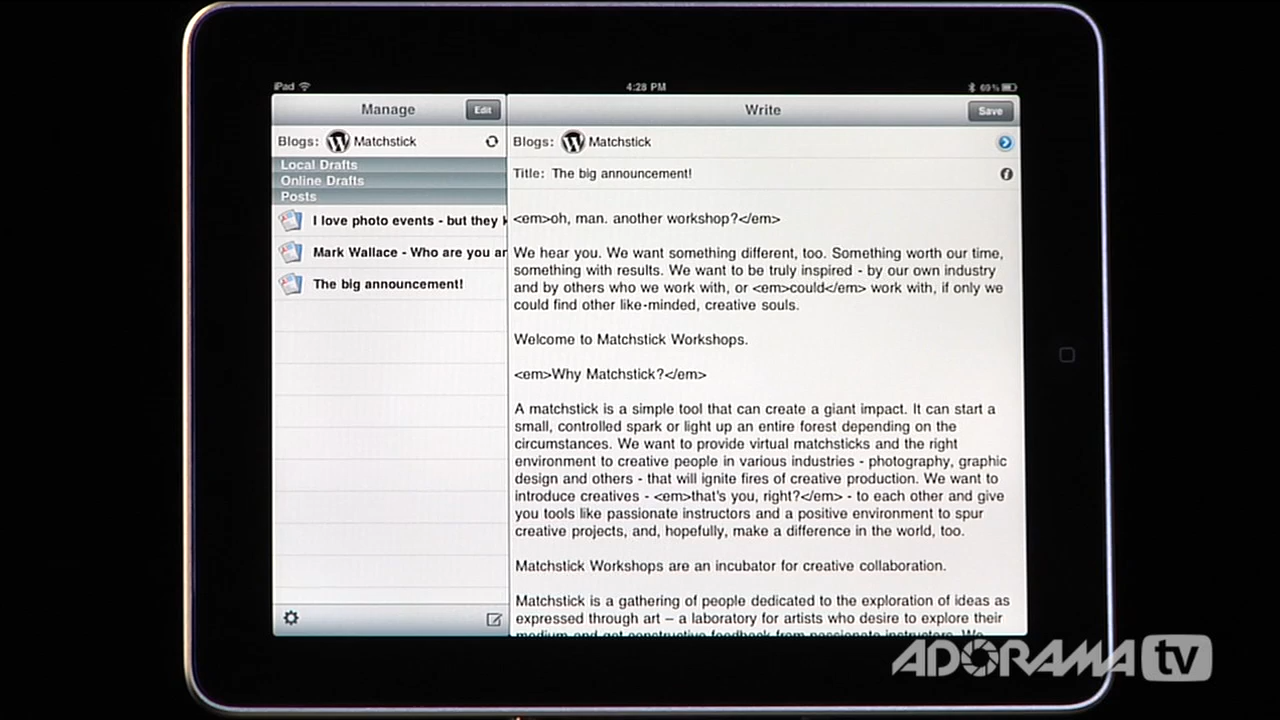 iPad 4:28 PM 69%
Manage Edit
Blogs: Matchstick
Local Drafts
Online Drafts
Posts
I love photo events - but they
Mark Wallace - Who are you
The big announcement!
Write Save
Blogs: Matchstick
Title: The big announcement!
<em>oh, man. another workshop?</em>
We hear you. We want something different, too. Something worth our time,
something with results. We want to be truly inspired - by our own industry
and by others who we work with, or <em>could</em> work with, if only we
could find other like-minded, creative souls.
Welcome to Matchstick Workshops.
<em>Why Matchstick?</em>
A matchstick is a simple tool that can create a giant impact. It can start a
small, controlled spark or light up an entire forest depending on the
circumstances. We want to provide virtual matchsticks and the right
environment to creative people in various industries - photography, graphic
design and others - that will ignite fires of creative production. We want to
introduce creatives - <em>that's you, right?</em> - to each other and give
you tools like passionate instructors and a positive environment to spur
creative projects, and, hopefully, make a difference in the world, too.
Matchstick Workshops are an incubator for creative collaboration.
Matchstick is a gathering of people dedicated to the exploration of ideas as
expressed through art – a laboratory for artists who desire to explore their
medium and get constructive feedback from passionate instructors. We
ADORAMA tv